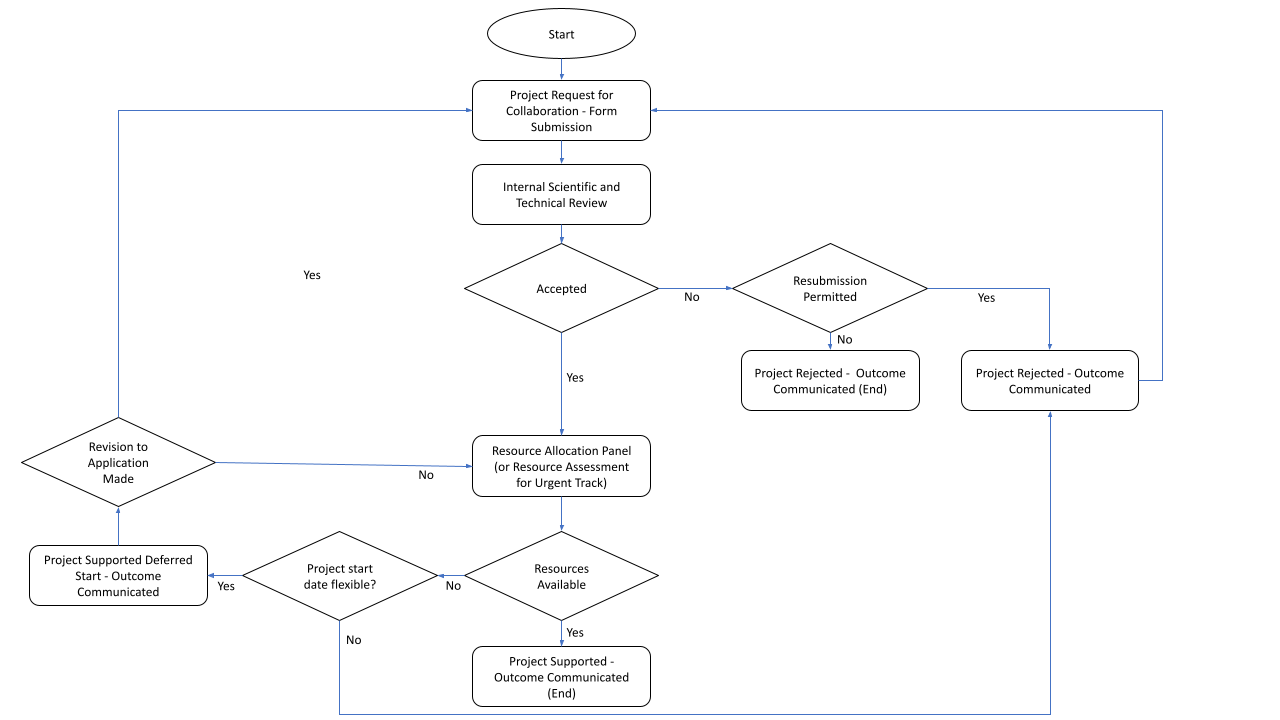 Start
Project Request for
Collaboration - Form
Submission
Internal Scientific and
Technical Review
Yes
Accepted
No
Resubmission
Permitted
Yes
No
Project Rejected -  Outcome
Communicated (End)
Project Rejected - Outcome
Communicated
Yes
Revision to
Application
Made
No
Resource Allocation Panel
(or Resource Assessment
for Urgent Track)
Project Supported Deferred
Start - Outcome
Communicated
Yes
Project start
date flexible?
No
Resources
Available
No
Yes
Project Supported -
Outcome Communicated
(End)